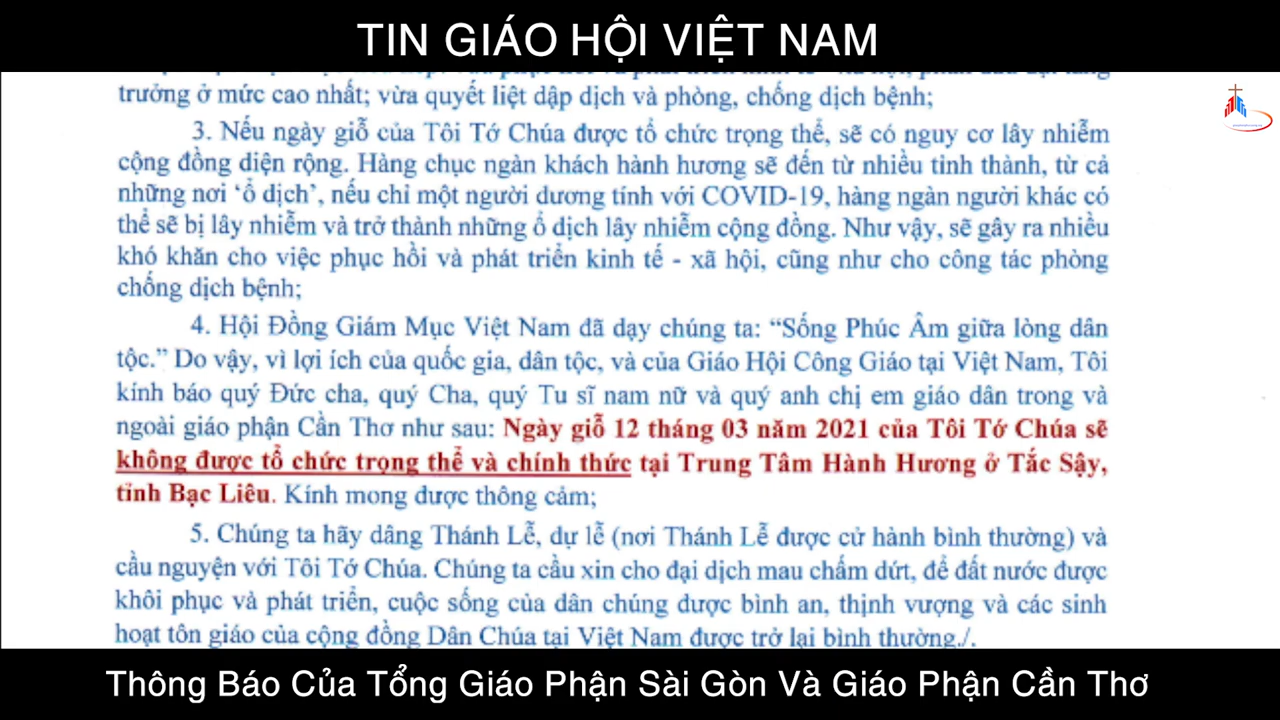 TIN GIÁO HỘI VIỆT NAM
trưởng ở mức cao nhất; vừa quyết liệt dập dịch và phòng, chống dịch bệnh;
3. Nếu ngày giỗ của Tôi Tớ Chúa được tổ chức trọng thể, sẽ có nguy cơ lây nhiễm
cộng đồng diện rộng. Hàng chục ngàn khách hành hương sẽ đến từ nhiều tỉnh thành, từ cả
những nơi ‘ổ dịch’, nếu chỉ một người dương tính với COVID-19, hàng ngàn người khác có
thể sẽ bị lây nhiễm và trở thành những ổ dịch lây nhiễm cộng đồng. Như vậy, sẽ gây ra nhiều
khó khăn cho việc phục hồi và phát triển kinh tế - xã hội, cũng như cho công tác phòng
chống dịch bệnh;
4. Hội Đồng Giám Mục Việt Nam đã dạy chúng ta: “Sống Phúc Âm giữa lòng dân
tộc.” Do vậy, vì lợi ích của quốc gia, dân tộc, và của Giáo Hội Công Giáo tại Việt Nam, Tôi
kính báo quý Đức cha, quý Cha, quý Tu sĩ nam nữ và quý anh chị em giáo dân trong và
ngoài giáo phận Cần Thơ như sau: Ngày giỗ 12 tháng 03 năm 2021 của Tôi Tớ Chúa sẽ
không được tổ chức trọng thể và chính thức tại Trung Tâm Hành Hương ở Tắc Sậy,
tỉnh Bạc Liêu. Kính mong được thông cảm;
5. Chúng ta hãy dâng Thánh Lễ, dự lễ (nơi Thánh Lễ được cử hành bình thường) và
cầu nguyện với Tôi Tớ Chúa. Chúng ta cầu xin cho đại dịch mau chấm dứt, để đất nước được
khôi phục và phát triển, cuộc sống của dân chúng được bình an, thịnh vượng và các sinh
hoạt tôn giáo của cộng đồng Dân Chúa tại Việt Nam được trở lại bình thường./.
Thông Báo Của Tổng Giáo Phận Sài Gòn Và Giáo Phận Cần Thơ